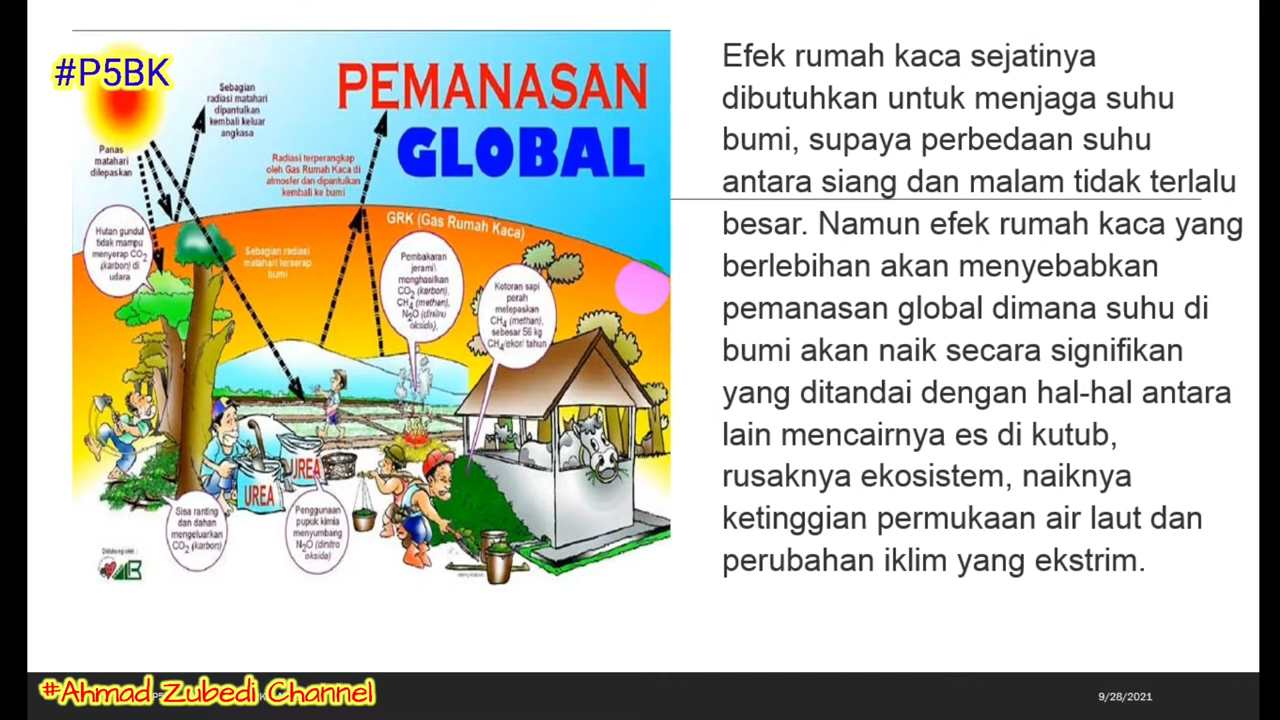 #P5BK
PEMANASAN
GLOBAL
Sebagian
radiasi matahari
dipantulkan
kembali keluar
angkasa
Panas
matahari
dilepaskan
Radiasi terperangkap
oleh Gas Rumah Kaca di
atmosfer dan dipantulkan
kembali ke bumi
GRK (Gas Rumah Kaca)
Hutan gundul
tidak mampu
menyerap CO2
(karbon) di
udara
Sebagian radiasi
matahari terserap
bumi
Pembakaran
jerami
menghasilkan
CO2 (karbon),
CH4 (methan),
N2O (dinitro
oksida),
Kotoran sapi
perah
melepaskan
CH4 (methan),
sebesar 56 kg
CH4/ekor/ tahun
UREA
UREA
Sisa ranting
dan dahan
mengeluarkan
CO2 (karbon)
Penggunaan
pupuk kimia
menyumbang
N2O (dinitro
oksida)
Didukung oleh :
Efek rumah kaca sejatinya
dibutuhkan untuk menjaga suhu
bumi, supaya perbedaan suhu
antara siang dan malam tidak terlalu
besar. Namun efek rumah kaca yang
berlebihan akan menyebabkan
pemanasan global dimana suhu di
bumi akan naik secara signifikan
yang ditandai dengan hal-hal antara
lain mencairnya es di kutub,
rusaknya ekosistem, naiknya
ketinggian permukaan air laut dan
perubahan iklim yang ekstrim.
#Ahmad Zubedi Channel
9/28/2021